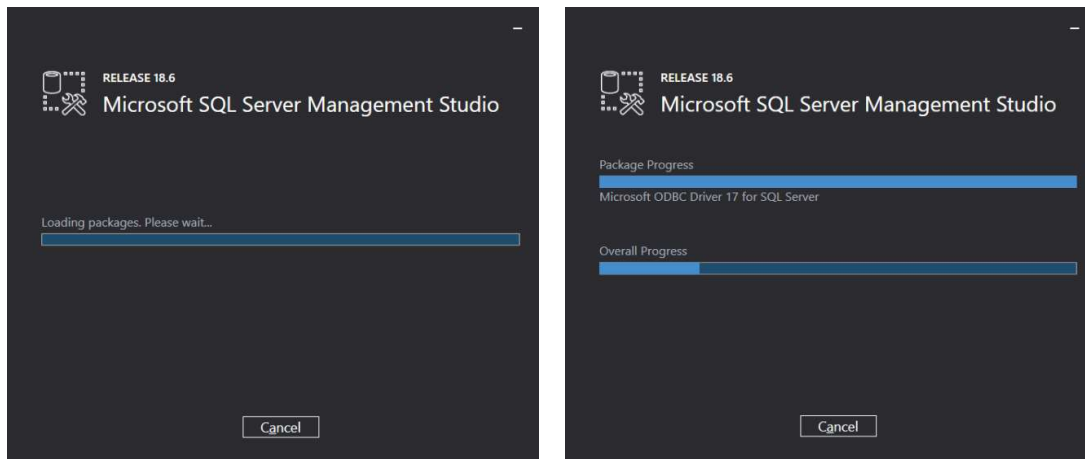 RELEASE 18.6
Microsoft SQL Server Management Studio
Loading packages. Please wait...
Cancel
RELEASE 18.6
Microsoft SQL Server Management Studio
Package Progress
Microsoft ODBC Driver 17 for SQL Server
Overall Progress
Cancel